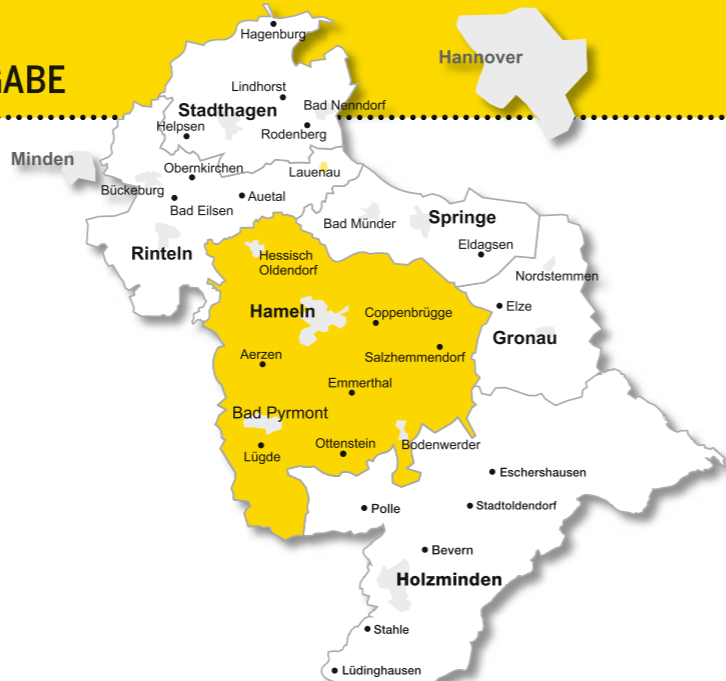 GABE
Hagenburg
Hannover
Lindhorst
Stadthagen
Bad Nenndorf
Helpsen
Rodenberg
Minden
Obernkirchen
Lauenau
Bückeburg
Auetal
Bad Eilsen
Bad Münder
Springe
Rinteln
Eldagsen
Hessisch
Oldendorf
Nordstemmen
Hameln
Coppenbrügge
Elze
Gronau
Aerzen
Salzhemmendorf
Emmerthal
Bad Pyrmont
Ottenstein
Bodenwerder
Lügde
Eschershausen
Polle
Stadtoldendorf
Bevern
Holzminden
Stahle
Lüdinghausen